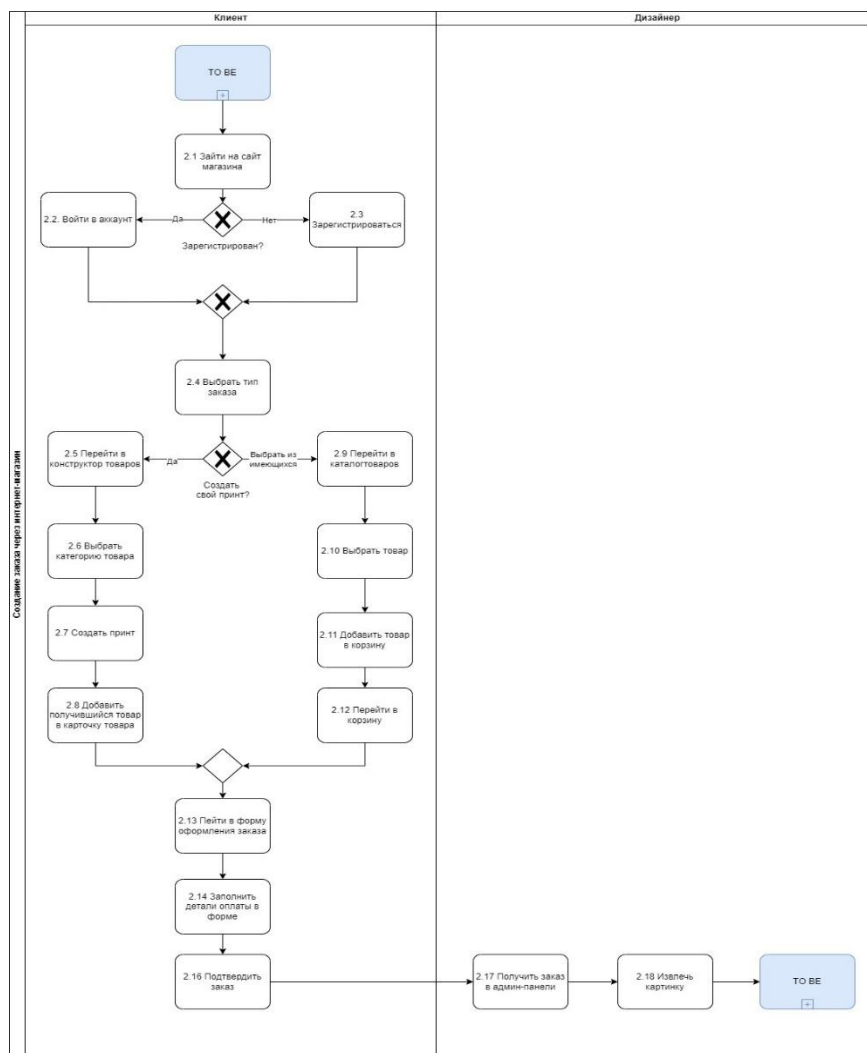 Клиент
Дизайнер
Создание заказа через интернет-магазин
TO BE
2.1 Зайти на сайт
магазина
2.2. Войти в аккаунт
Да
Нет
2.3
Зарегистрироваться
Зарегистрирован?
2.4 Выбрать тип
заказа
2.5 Перейти в
конструктор товаров
Да
Выбрать из
имеющихся
2.9 Перейти в
каталогтоваров
Создать
свой принт?
2.6 Выбрать
категорию товара
2.10 Выбрать товар
2.7 Создать принт
2.11 Добавить товар
в корзину
2.8 Добавить
получившийся товар
в карточку товара
2.12 Перейти в
корзину
2.13 Пейти в форму
оформления заказа
2.14 Заполнить
детали оплаты в
форме
2.16 Подтвердить
заказ
2.17 Получить заказ
в админ-панели
2.18 Извлечь
картинку
TO BE